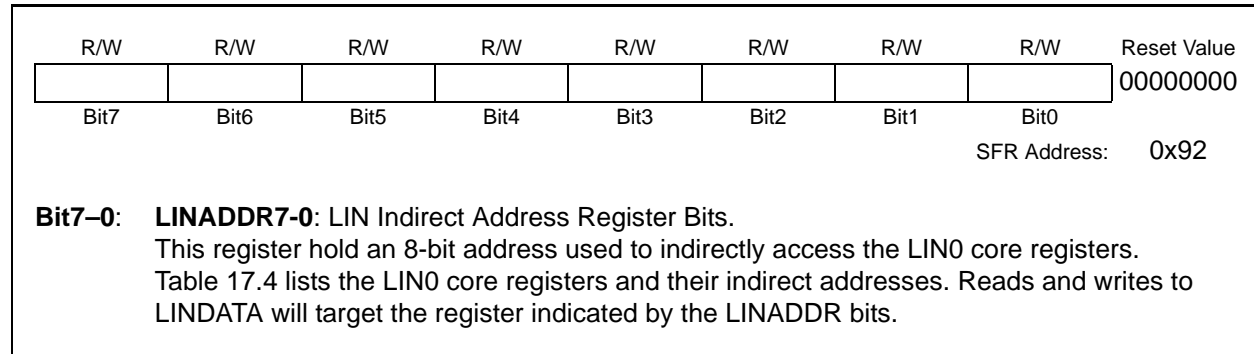 R/W R/W R/W R/W R/W R/W R/W R/W Reset Value
00000000
Bit7 Bit6 Bit5 Bit4 Bit3 Bit2 Bit1 Bit0
SFR Address: 0x92
Bit7–0: LINADDR7-0: LIN Indirect Address Register Bits.
This register hold an 8-bit address used to indirectly access the LIN0 core registers.
Table 17.4 lists the LIN0 core registers and their indirect addresses. Reads and writes to
LINDATA will target the register indicated by the LINADDR bits.